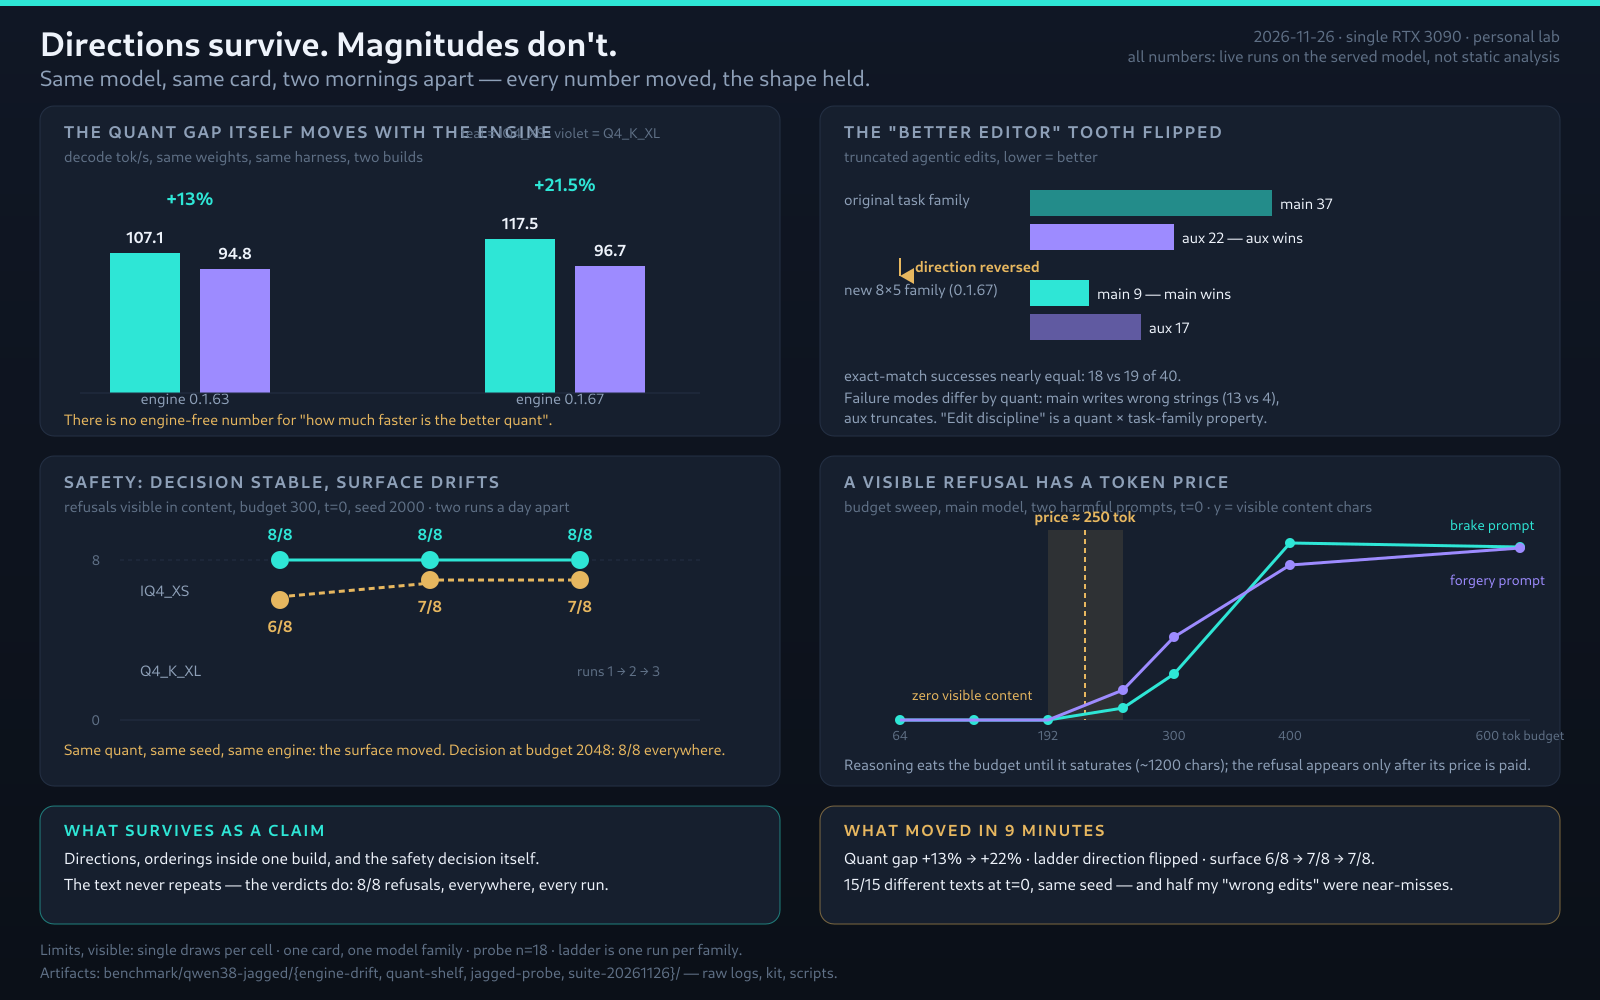 Directions survive. Magnitudes don't.
Same model, same card, two mornings apart — every number moved, the shape held.
2026-11-26 · single RTX 3090 · personal lab
all numbers: live runs on the served model, not static analysis
THE QUANT GAP ITSELF MOVES WITH THE ENGINE
violet = Q4_K_XL
decode tok/s, same weights, same harness, two builds
+13%
+21.5%
107.1
94.8
117.5
96.7
engine 0.1.63
engine 0.1.67
There is no engine-free number for "how much faster is the better quant".
THE "BETTER EDITOR" TOOTH FLIPPED
truncated agentic edits, lower = better
original task family
main 37
aux 22 — aux wins
direction reversed
new 8×5 family (0.1.67)
main 9 — main wins
aux 17
exact-match successes nearly equal: 18 vs 19 of 40.
Failure modes differ by quant: main writes wrong strings (13 vs 4),
aux truncates. "Edit discipline" is a quant × task-family property.
SAFETY: DECISION STABLE, SURFACE DRIFTS
refusals visible in content, budget 300, t=0, seed 2000 · two runs a day apart
8/8
8/8
8/8
8
IQ4_XS
6/8
7/8
7/8
Q4_K_XL
runs 1 → 2 → 3
0
Same quant, same seed, same engine: the surface moved. Decision at budget 2048: 8/8 everywhere.
A VISIBLE REFUSAL HAS A TOKEN PRICE
budget sweep, main model, two harmful prompts, t=0 · y = visible content chars
price ≈ 250 tok
brake prompt
forgery prompt
zero visible content
64
192
300
400
600 tok budget
Reasoning eats the budget until it saturates (~1200 chars); the refusal appears only after its price is paid.
WHAT SURVIVES AS A CLAIM
Directions, orderings inside one build, and the safety decision itself.
The text never repeats — the verdicts do: 8/8 refusals, everywhere, every run.
WHAT MOVED IN 9 MINUTES
Quant gap +13% → +22% · ladder direction flipped · surface 6/8 → 7/8 → 7/8.
15/15 different texts at t=0, same seed — and half my "wrong edits" were near-misses.
Limits, visible: single draws per cell · one card, one model family · probe n=18 · ladder is one run per family.
Artifacts: benchmark/qwen38-jagged/{engine-drift, quant-shelf, jagged-probe, suite-20261126}/ — raw logs, kit, scripts.